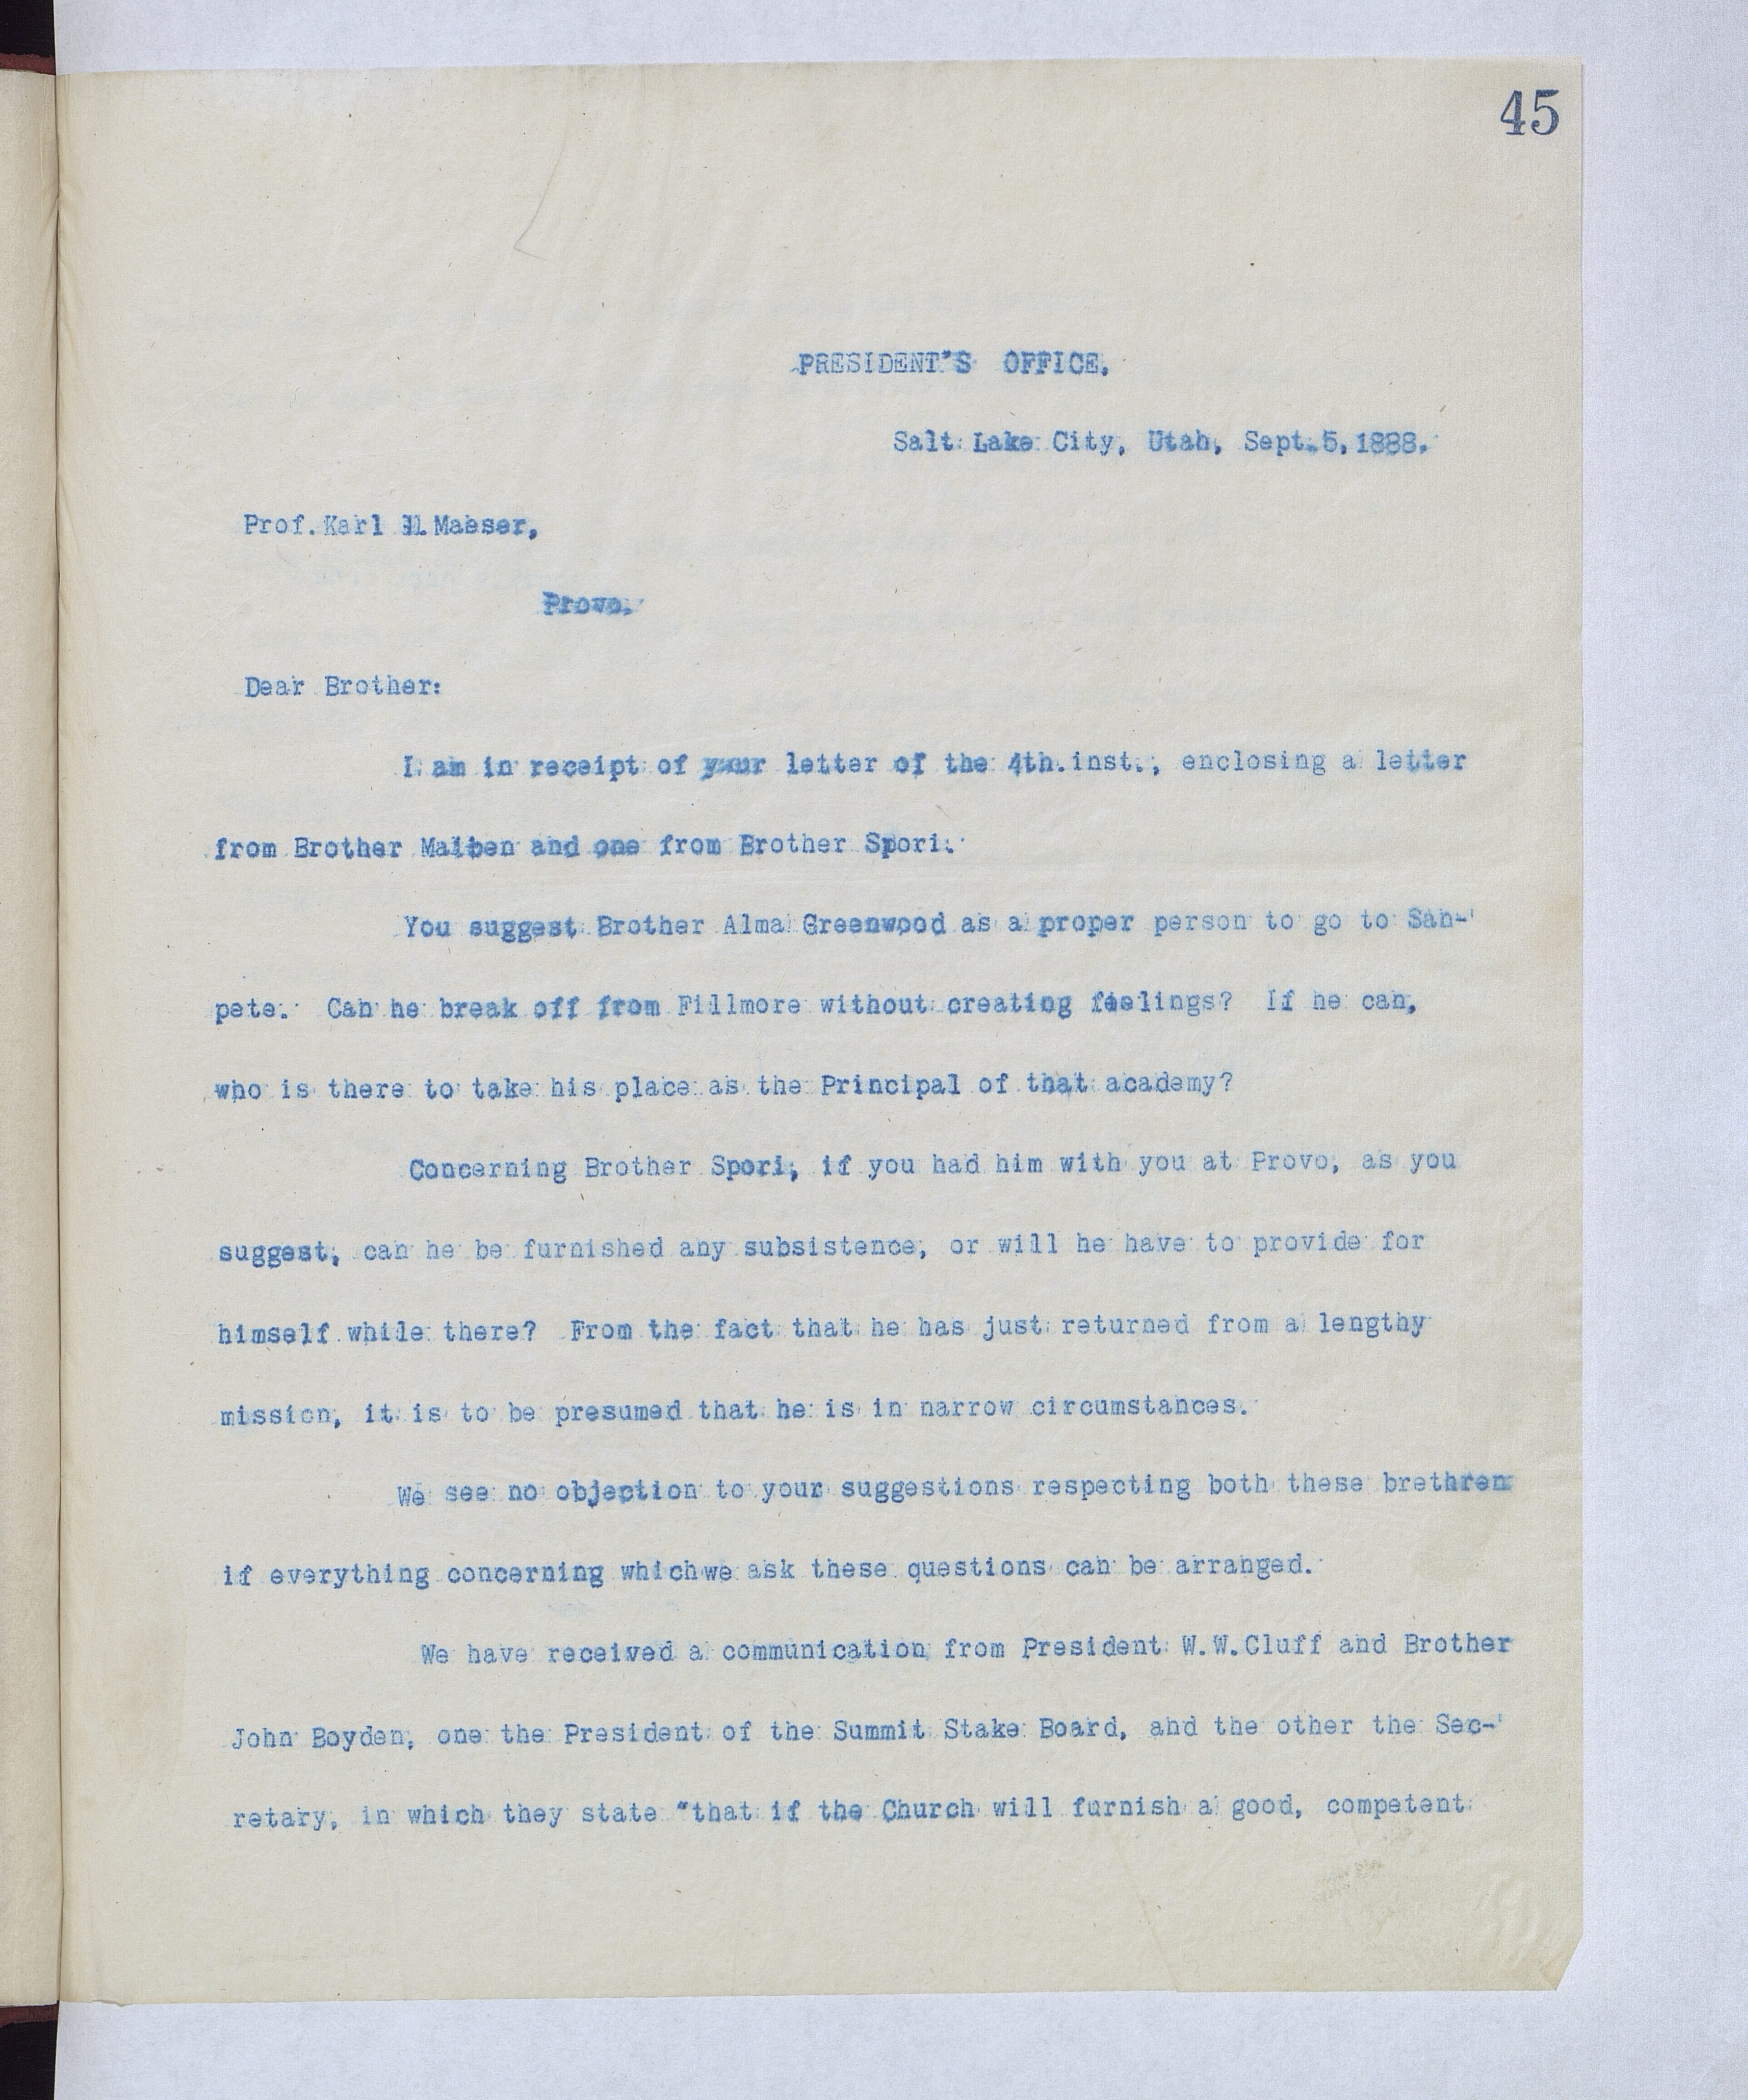 45
PRESIDENT'S OFFICE.
Salt Lake City, Utah, Sept.5,1888.
Prof.Karl Maeser,
Provo.
Dear Brother:
I am in receipt of your letter of the 4th.inst., enclosing a letter
from Brother Maiben and one from Brother Spori.
You suggest Brother Alma Greenwood as a proper person to go to San-
pete. Can he break off from Fillmore without creating feelings? If he can,
who is there to take his place as the Principal of that academy?
Concerning Brother Spori, if you had him with you at Provo, as you
suggest, can he be furnished any subsistence, or will he have to provide for
himself while there? From the fact that he has just returned from a lengthy
mission, it is to be presumed that he is in narrow circumstances.
We see no objection to your suggestions respecting both these brethren
if everything concerning which we ask these questions can be arranged.
We have received a communication from President W.W.Cluff and Brother
John Boyden, one the President of the Summit Stake Board, and the other the Sec-
retary, in which they state "that if the Church will furnish a good, competent